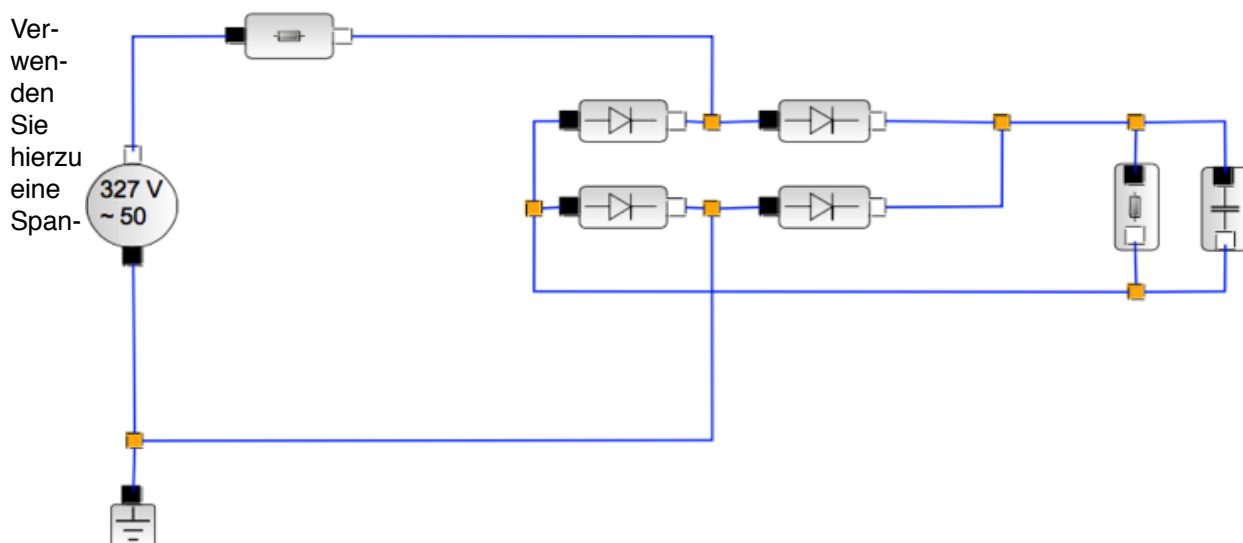 Ver-
wen-
den
Sie
hierzu
eine
Span-
327 V
~ 50